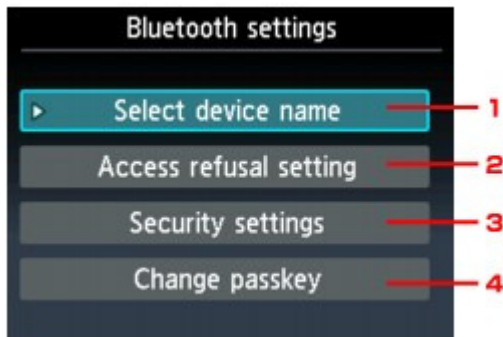 Bluetooth settings
Select device name 1
Access refusal setting 2
Security settings 3
Change passkey 4